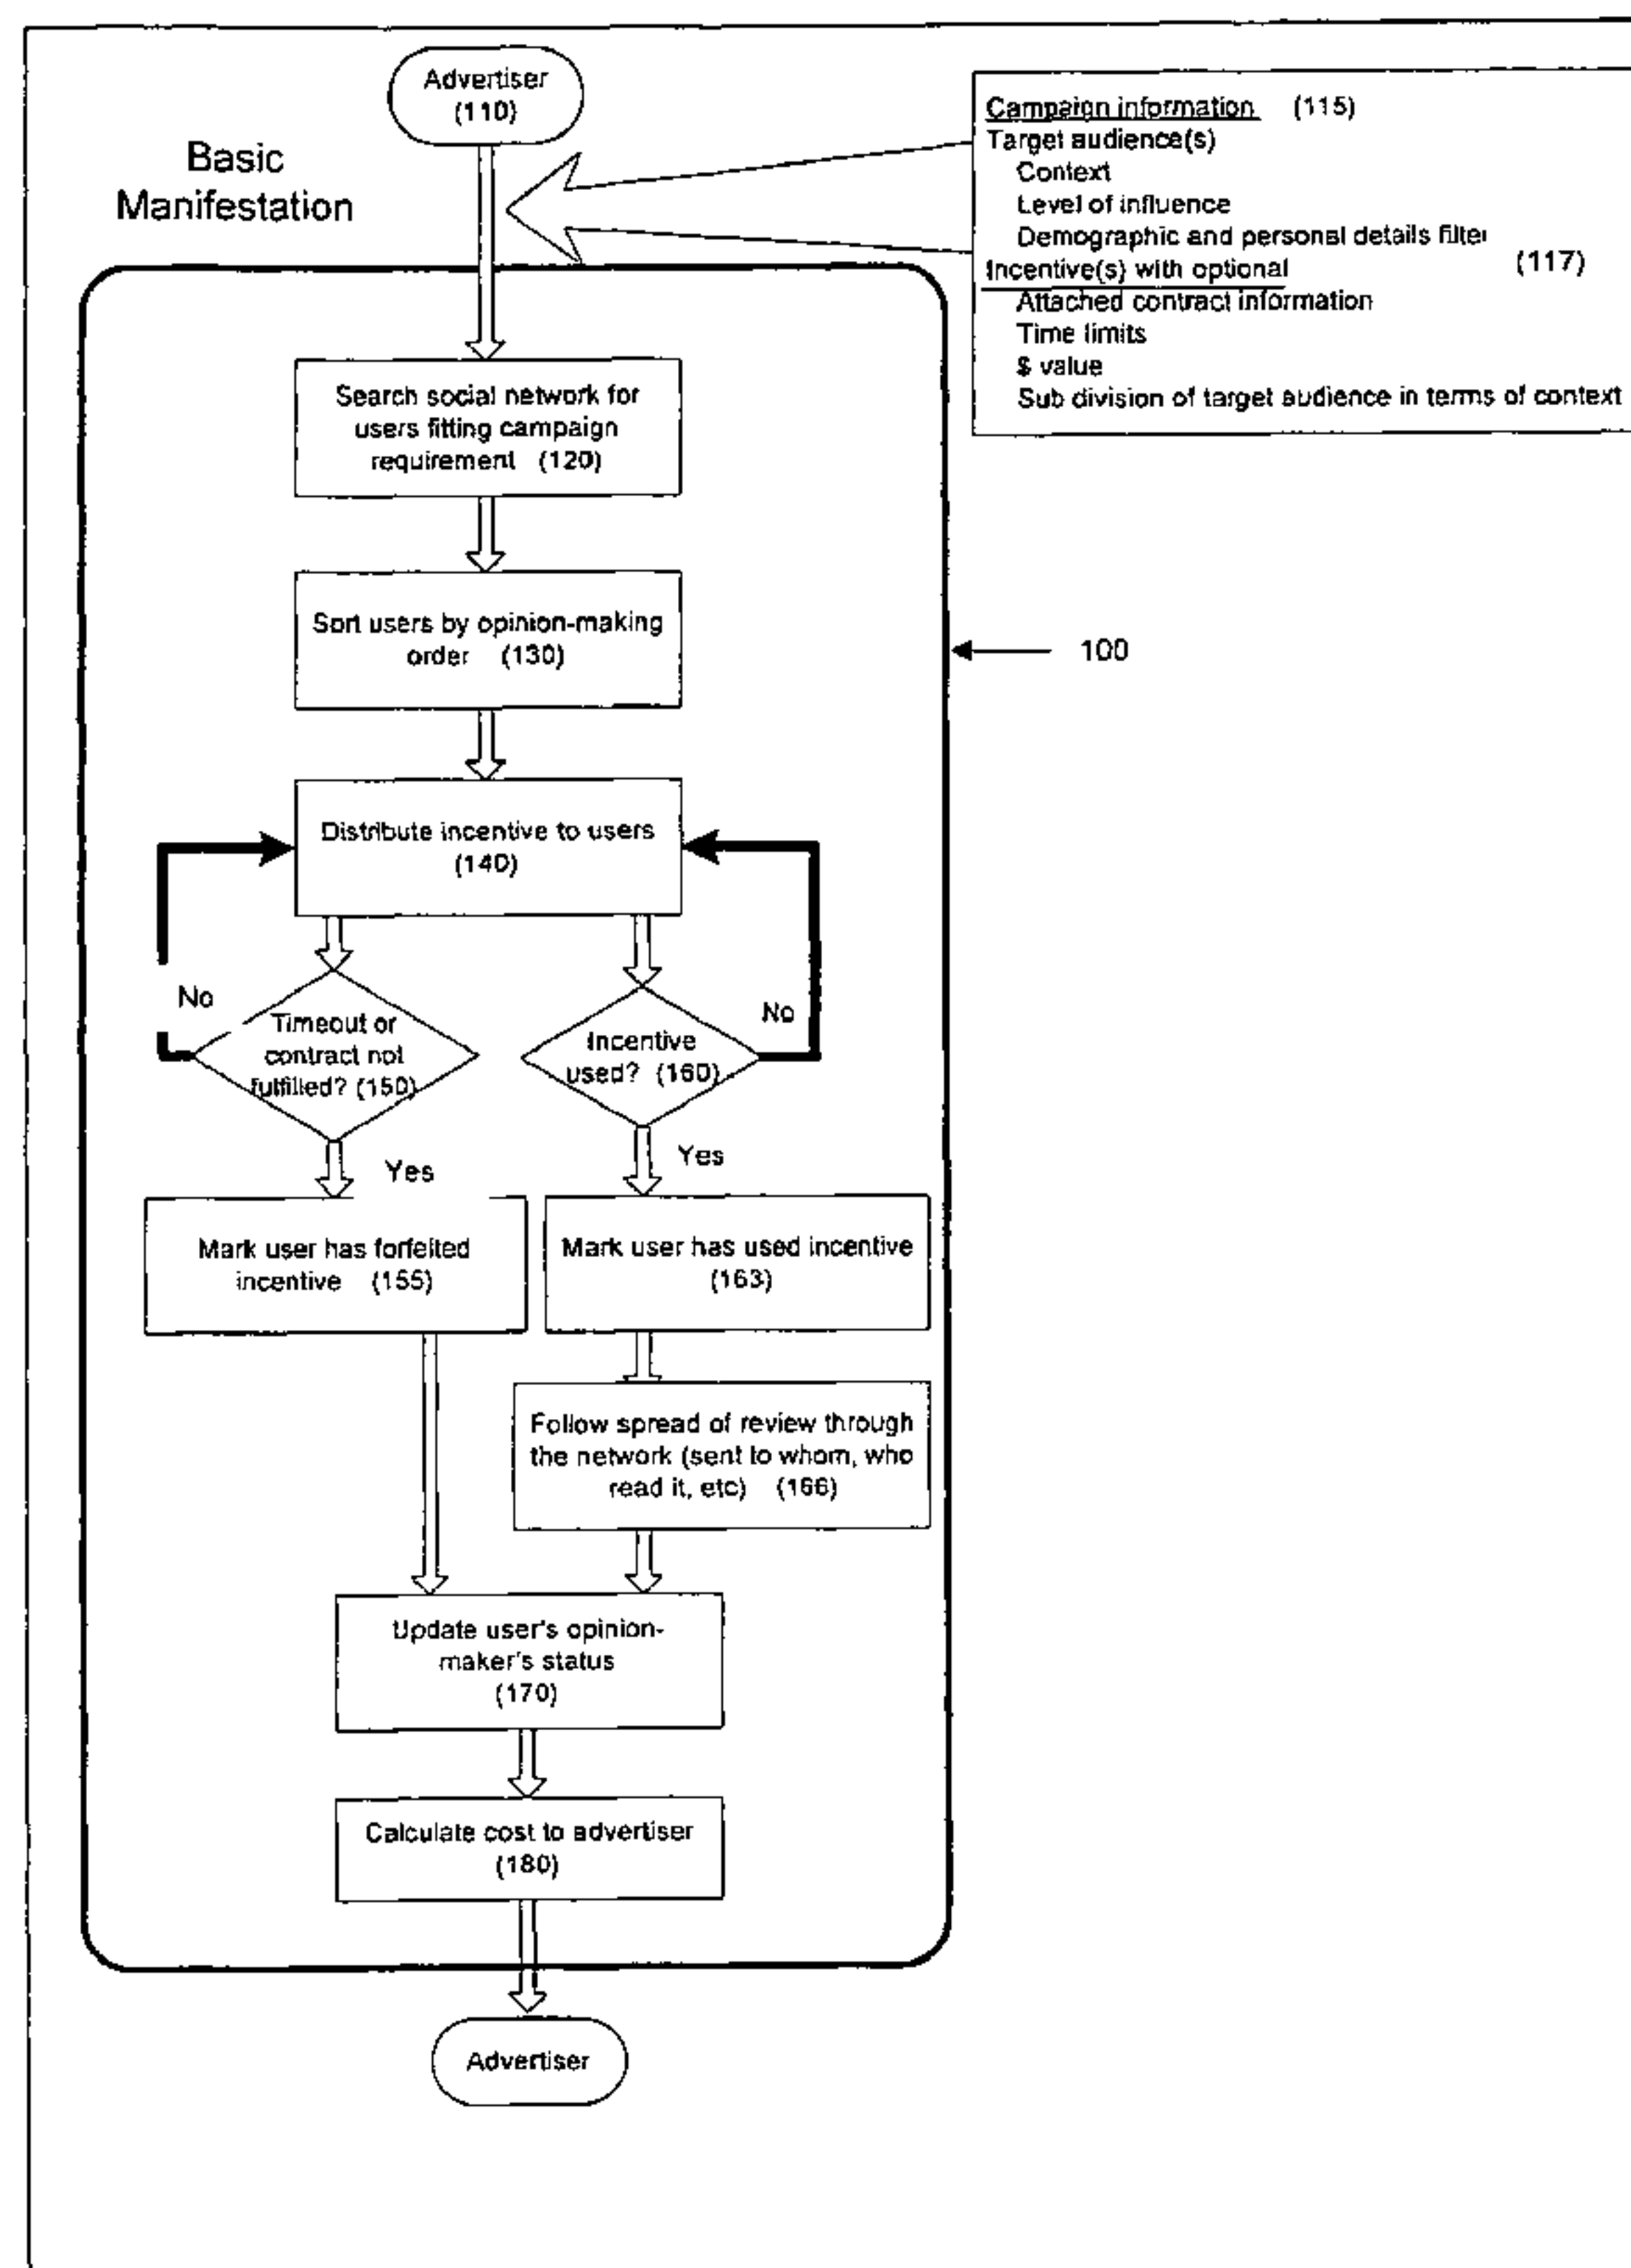 Advertiser
(110)
Basic
Manifestation
Campaign information (115)
Target audience(s)
Context
Level of influence
Demographic and personal details filter
(117)
Incentive(s) with optional
Attached contract information
Time limits
$ value
Sub division of target audience in terms of context
Search social network for
users fitting campaign
requirement (120)
Sort users by opinion-making
order (130)
100
Distribute incentive to users
(140)
No
Timeout or
contract not
fulfilled? (150)
Yes
No
Incentive
used? (160)
Yes
Mark user has forfeited
incentive (155)
Mark user has used incentive
(163)
Follow spread of review through
the network (sent to whom, who
read it, etc) (166)
Update user's opinion-
maker's status
(170)
Calculate cost to advertiser
(180)
Advertiser